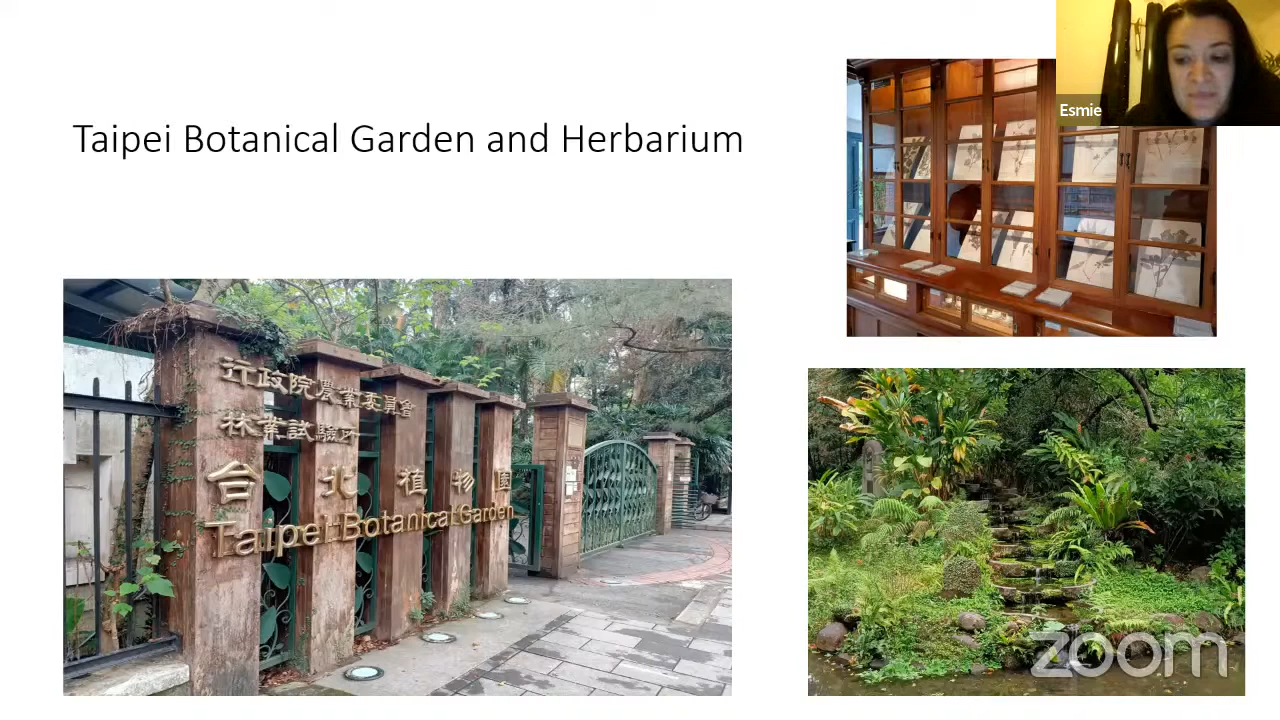 Taipei Botanical Garden and Herbarium
Esmie
行政院農業委員會
林業試驗所
台北植物園
Taipei Botanical Garden
zoom